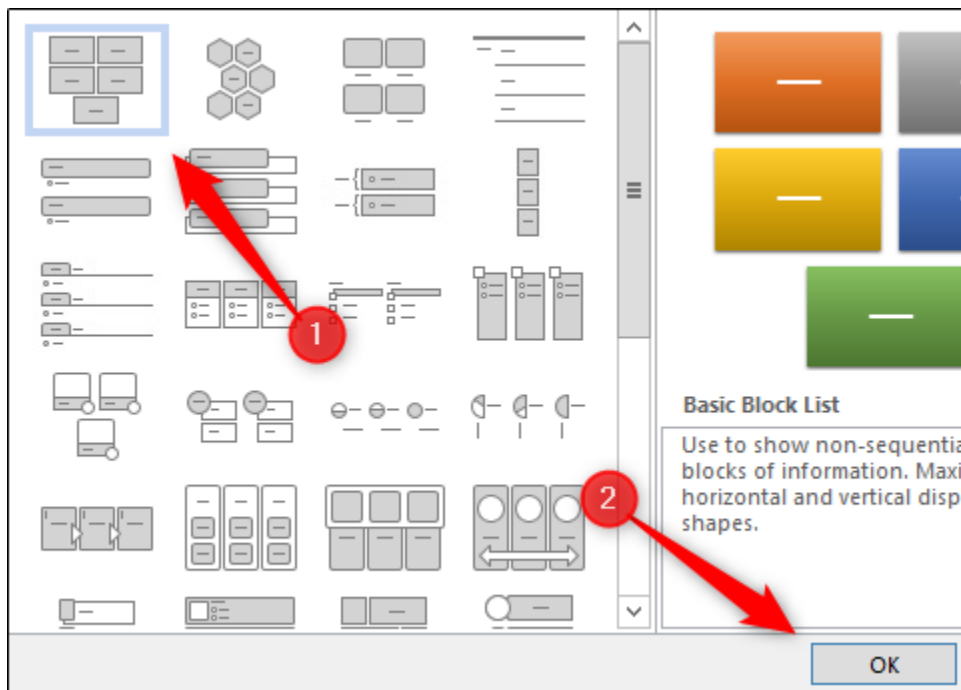 1
Basic Block List
Use to show non-sequentia
blocks of information. Maxi
2
horizontal and vertical disp
shapes.
OK